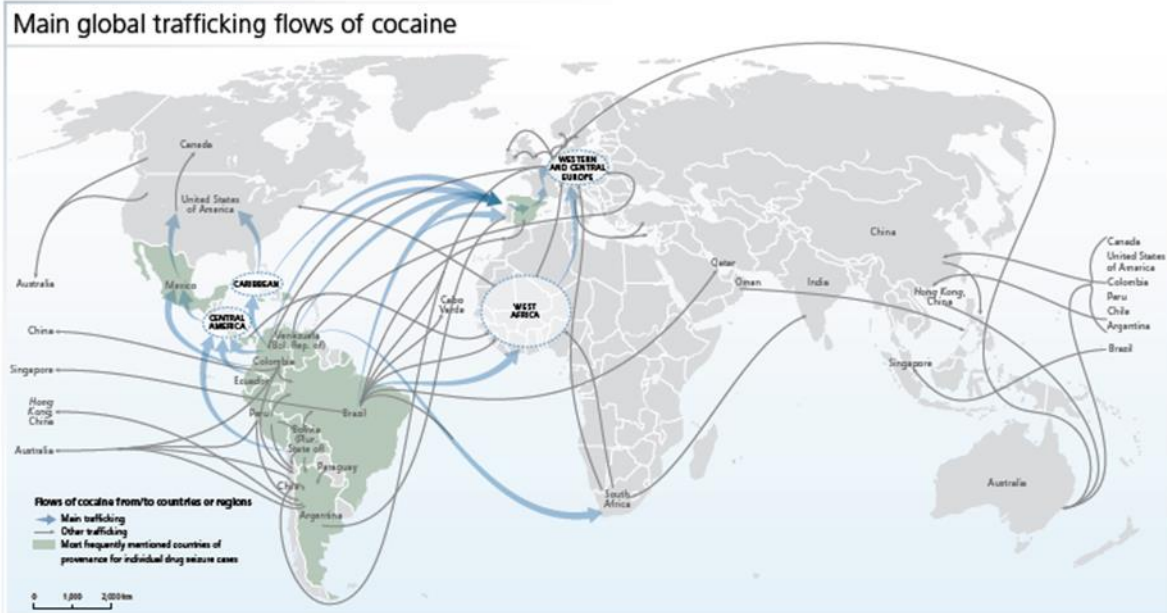 Main global trafficking flows of cocaine
Canada
United States
of America
Australia
Mexico
CARIBBEAN
CENTRAL
AMERICA
China
Singapore
Hong
Kong,
China
Australia
Venezuela
(Bol. Rep. of)
Colombia
Ecuador
Peru
Brazil
Bolivia
(Plur.
State of)
Paraguay
Chile
Argentina
WESTERN
AND CENTRAL
EUROPE
Cabo
Verde
WEST
AFRICA
South
Africa
Qatar
Oman
India
China
Hong Kong,
China
Singapore
Australia
Canada
United States
of America
Colombia
Peru
Chile
Argentina
Brazil
Flows of cocaine from/to countries or regions
Main trafficking
Other trafficking
Most frequently mentioned countries of
provenance for individual drug seizure cases
0 1,000 2,000 km